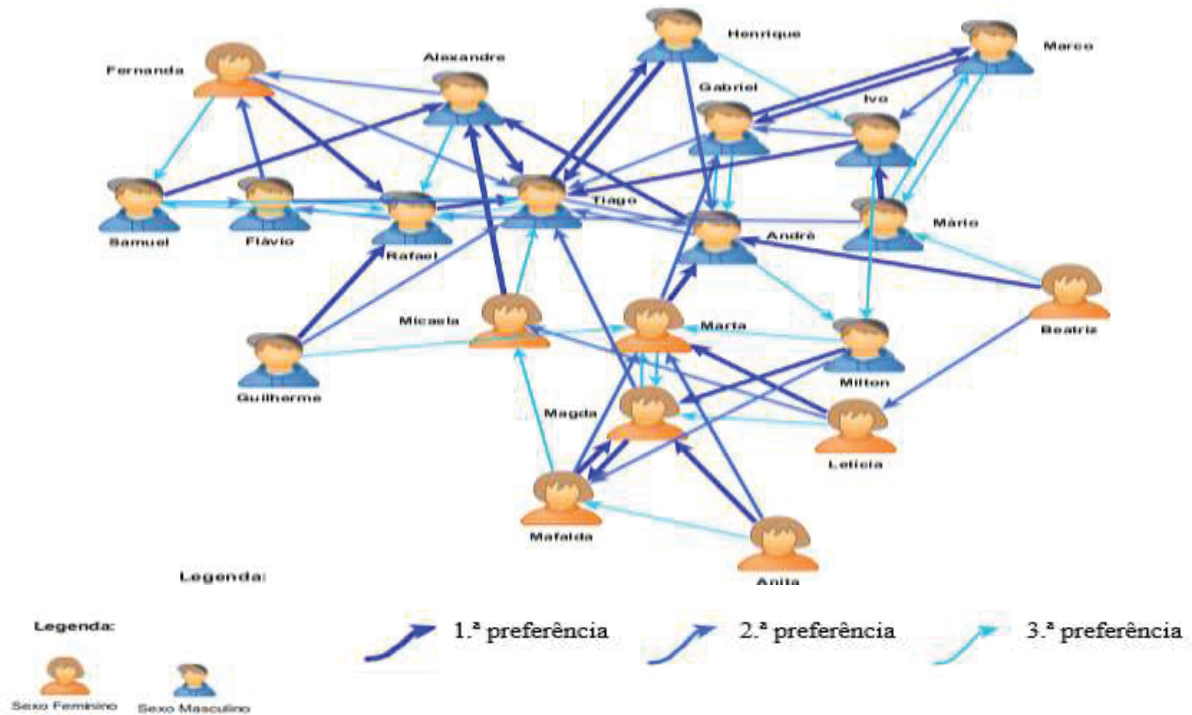 Henrique
Marco
Alexandre
Fernanda
Gabriel
Ivo
Tiago
Samuel
Flávio
Rafael
André
Mário
Micaela
Marta
Beatriz
Guilherme
Milton
Magda
Letícia
Mafalda
Anita
Legenda:
Legenda:
1.ª preferência
2.ª preferência
3.ª preferência
Sexo Feminino
Sexo Masculino